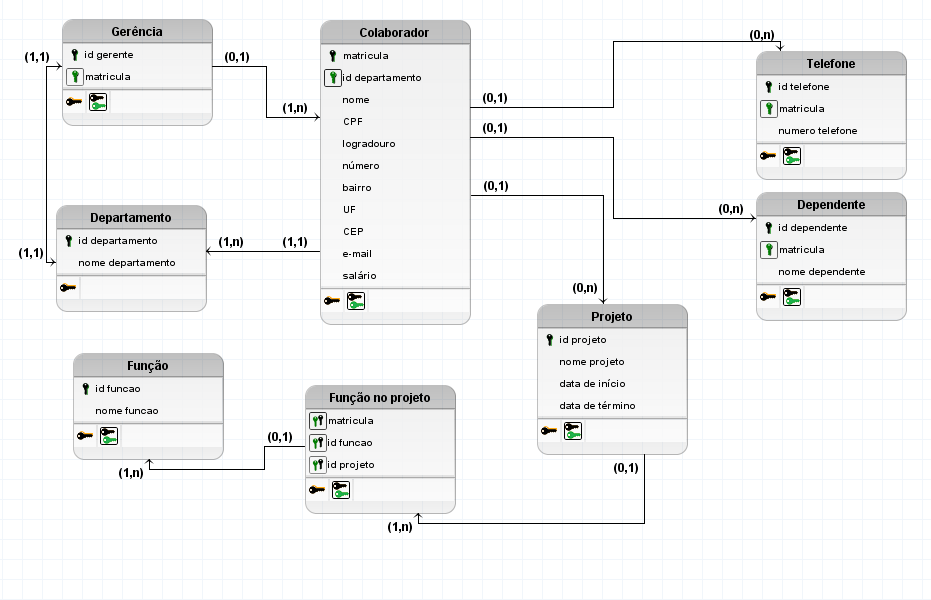 Gerência
id gerente
matricula
(1,1)
(0,1)
Colaborador
matricula
id departamento
nome
CPF
logradouro
número
bairro
UF
CEP
e-mail
salário
(1,n)
(0,1)
(0,n)
Telefone
id telefone
matricula
numero telefone
(0,1)
(0,n)
Dependente
id dependente
matricula
nome dependente
(0,1)
(0,n)
Departamento
id departamento
nome departamento
(1,1)
(1,n)
(1,1)
Projeto
id projeto
nome projeto
data de início
data de término
(0,1)
Função
id funcao
nome funcao
(1,n)
(0,1)
Função no projeto
matricula
id funcao
id projeto
(1,n)